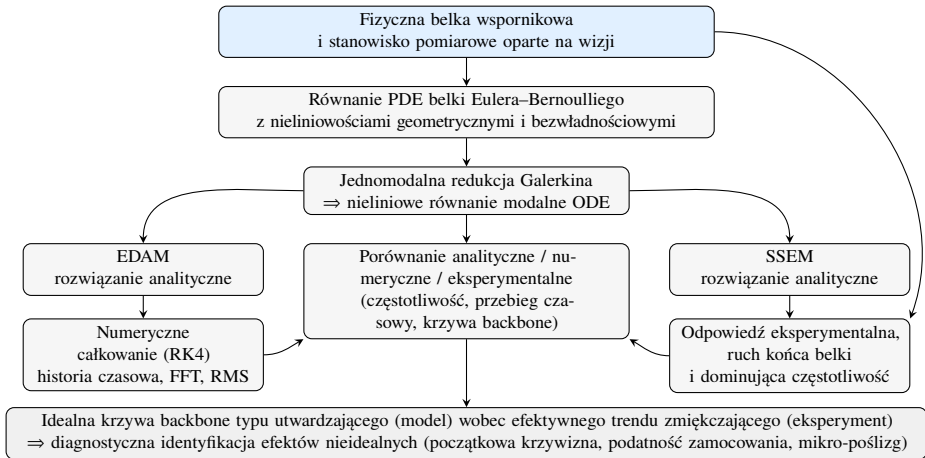 Fizyczna belka wspornikowa
i stanowisko pomiarowe oparte na wizji
Równanie PDE belki Eulera–Bernoulliego
z nieliniowościami geometrycznymi i bezwładnościowymi
Jednomodalna redukcja Galerkina
⇒ nieliniowe równanie modalne ODE
EDAM
rozwiązanie analityczne
Porównanie analityczne / nu-
meryczne / eksperymentalne
(częstotliwość, przebieg cza-
sowy, krzywa backbone)
SSEM
rozwiązanie analityczne
Numeryczne
całkowanie (RK4)
historia czasowa, FFT, RMS
Odpowiedź eksperymentalna,
ruch końca belki
i dominująca częstotliwość
Idealna krzywa backbone typu utwardzającego (model) wobec efektywnego trendu zmiękczającego (eksperyment)
⇒ diagnostyczna identyfikacja efektów nieidealnych (początkowa krzywizna, podatność zamocowania, mikro-poślizg)